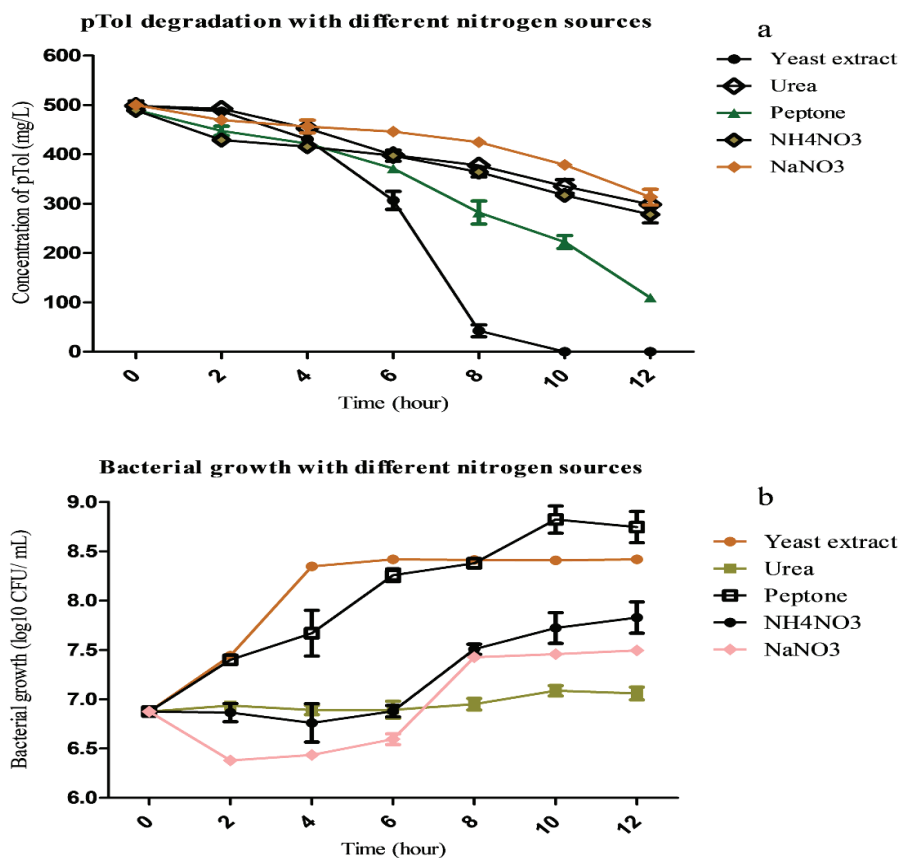 pTol degradation with different nitrogen sources
a
Yeast extract
Urea
Peptone
NH4NO3
NaNO3
Concentration of pTol (mg/L)
600
500
400
300
200
100
0
0 2 4 6 8 10 12
Time (hour)
Bacterial growth with different nitrogen sources
b
Yeast extract
Urea
Peptone
NH4NO3
NaNO3
Bacterial growth (log10 CFU/ mL)
9.0
8.5
8.0
7.5
7.0
6.5
6.0
0 2 4 6 8 10 12
Time (hour)